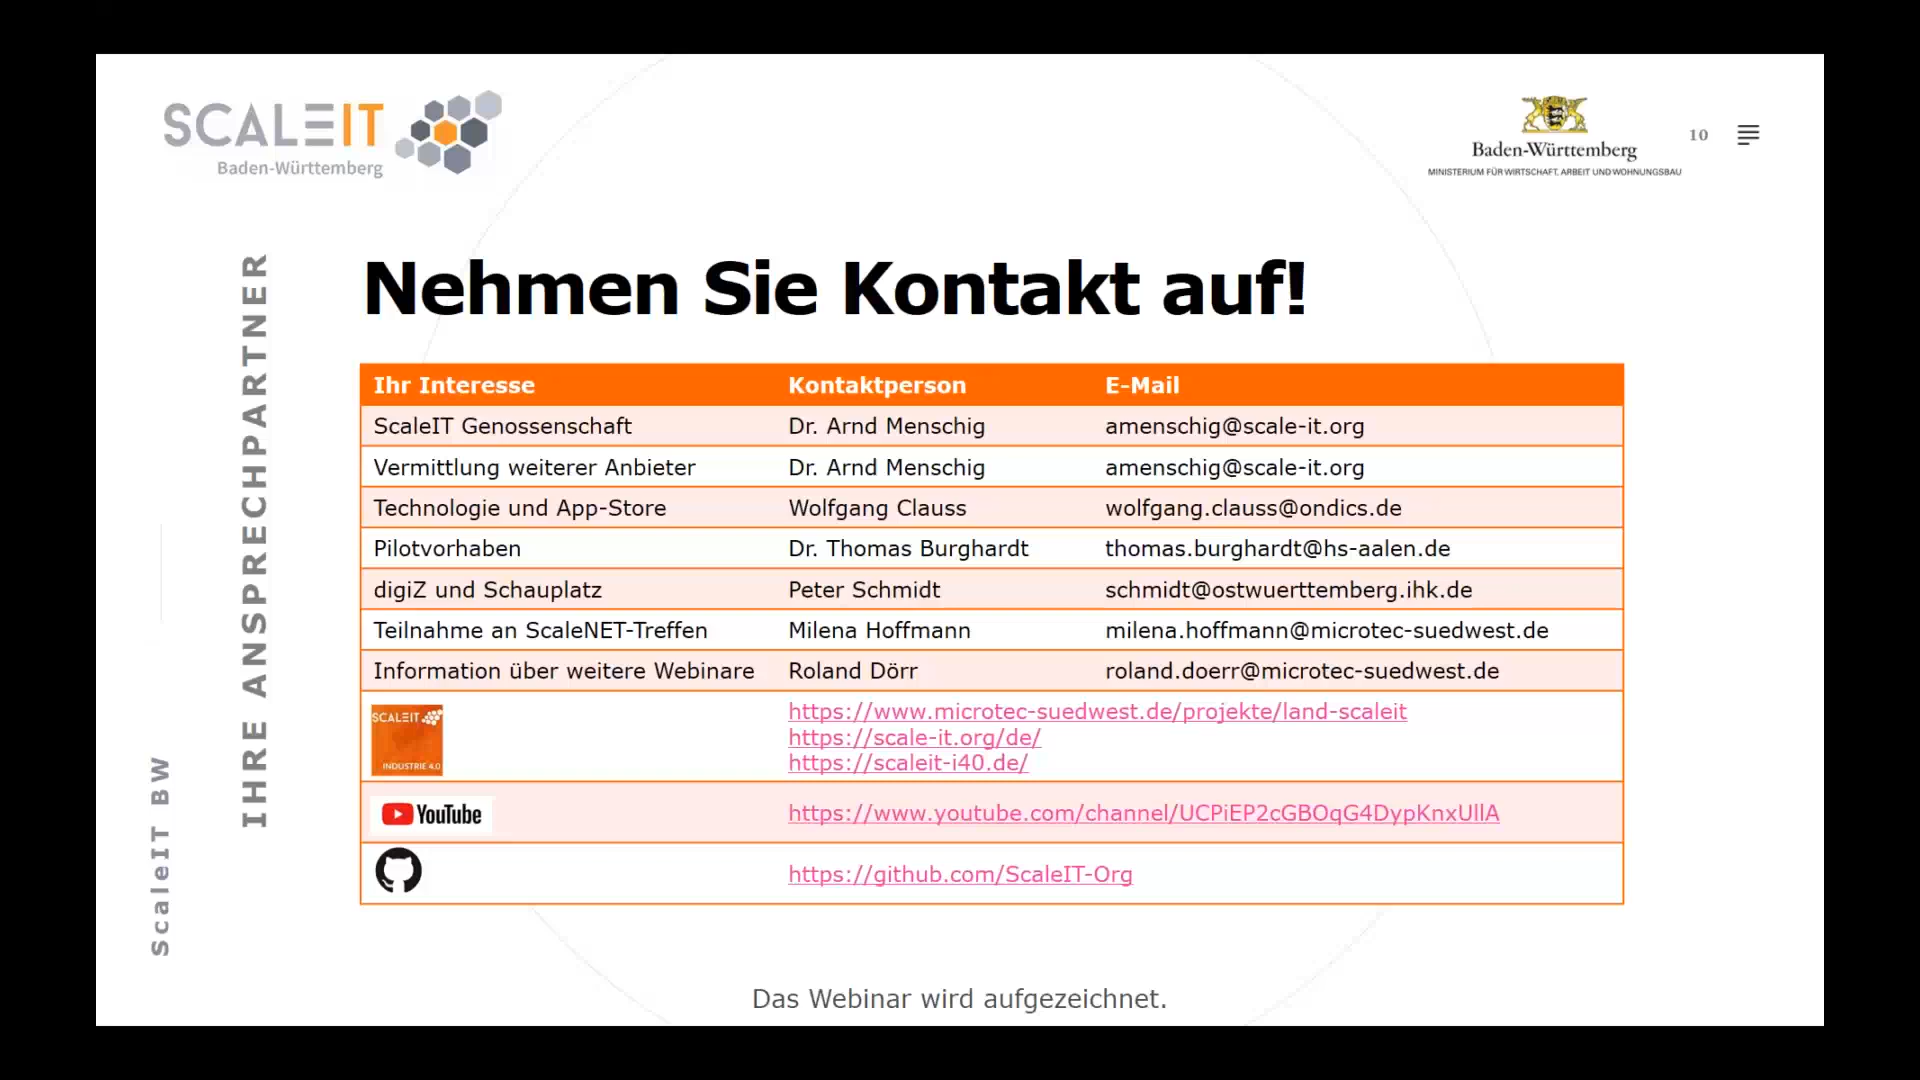 SCALEIT
Baden-Württemberg
Baden-Württemberg
MINISTERIUM FÜR WIRTSCHAFT, ARBEIT UND WOHNUNGSBAU
10
IHRE ANSPRECHPARTNER
ScaleIT BW
Nehmen Sie Kontakt auf!
Ihr Interesse Kontaktperson E-Mail
ScaleIT Genossenschaft Dr. Arnd Menschig amenschig@scale-it.org
Vermittlung weiterer Anbieter Dr. Arnd Menschig amenschig@scale-it.org
Technologie und App-Store Wolfgang Clauss wolfgang.clauss@ondics.de
Pilotvorhaben Dr. Thomas Burghardt thomas.burghardt@hs-aalen.de
digiZ und Schauplatz Peter Schmidt schmidt@ostwuerttemberg.ihk.de
Teilnahme an ScaleNET-Treffen Milena Hoffmann milena.hoffmann@microtec-suedwest.de
Information über weitere Webinare Roland Dörr roland.doerr@microtec-suedwest.de
SCALEIT
INDUSTRIE 4.0
https://www.microtec-suedwest.de/projekte/land-scaleit
https://scale-it.org/de/
https://scaleit-i40.de/
YouTube https://www.youtube.com/channel/UCPiEP2cGBOqG4DypKnxUllA
https://github.com/ScaleIT-Org
Das Webinar wird aufgezeichnet.